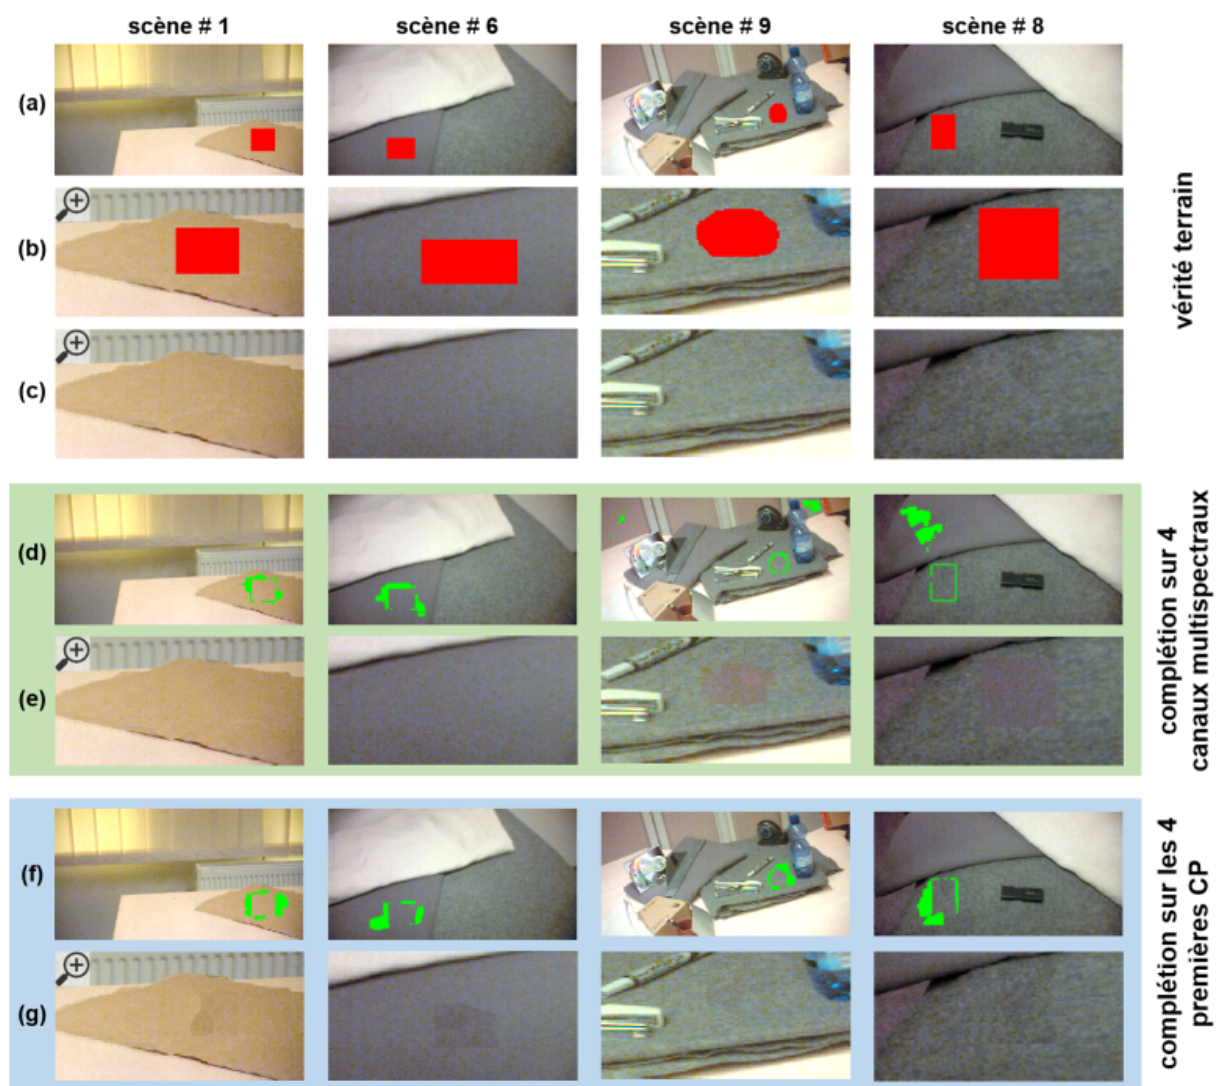 scène # 1
scène # 6
scène # 9
scène # 8
(a)
(b)
(c)
vérité terrain
(d)
(e)
complétion sur 4
canaux multispectraux
(f)
(g)
complétion sur les 4
premières CP